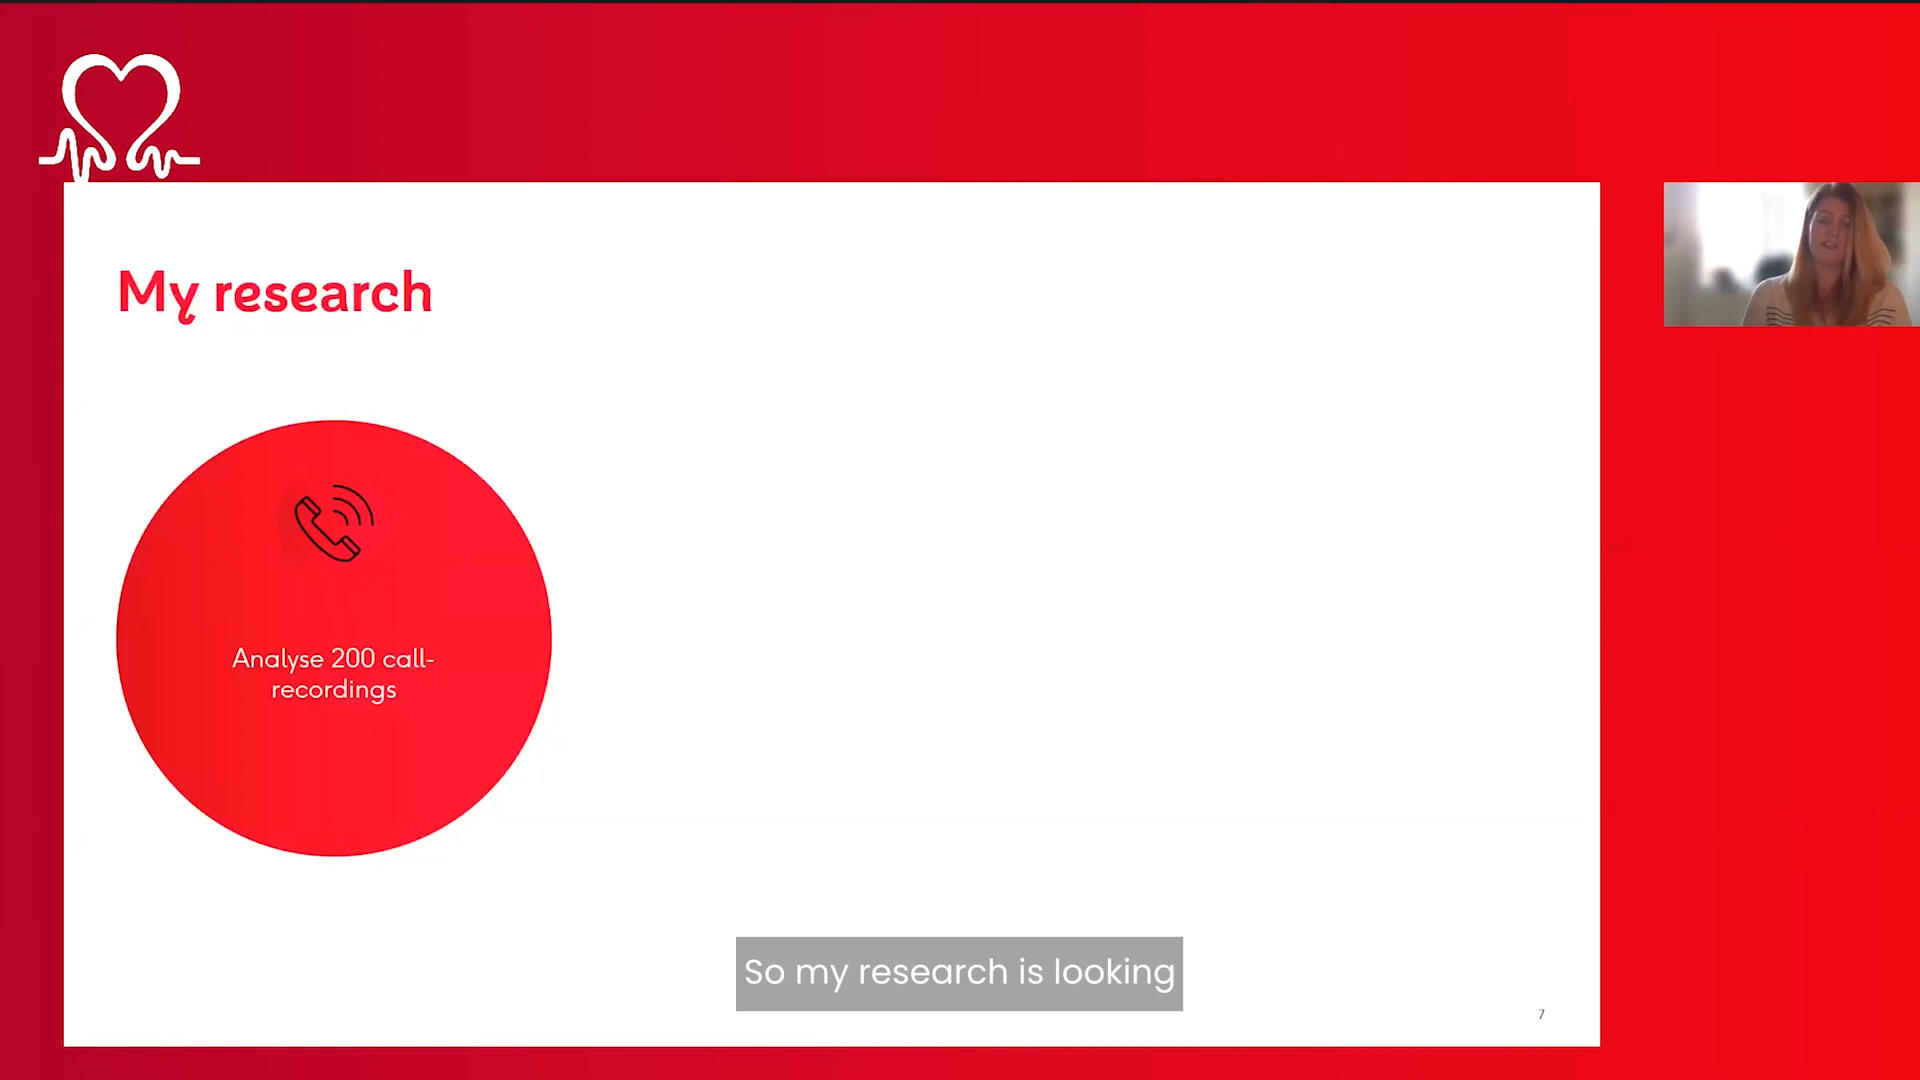 My research
Analyse 200 call-
recordings
So my research is looking
7